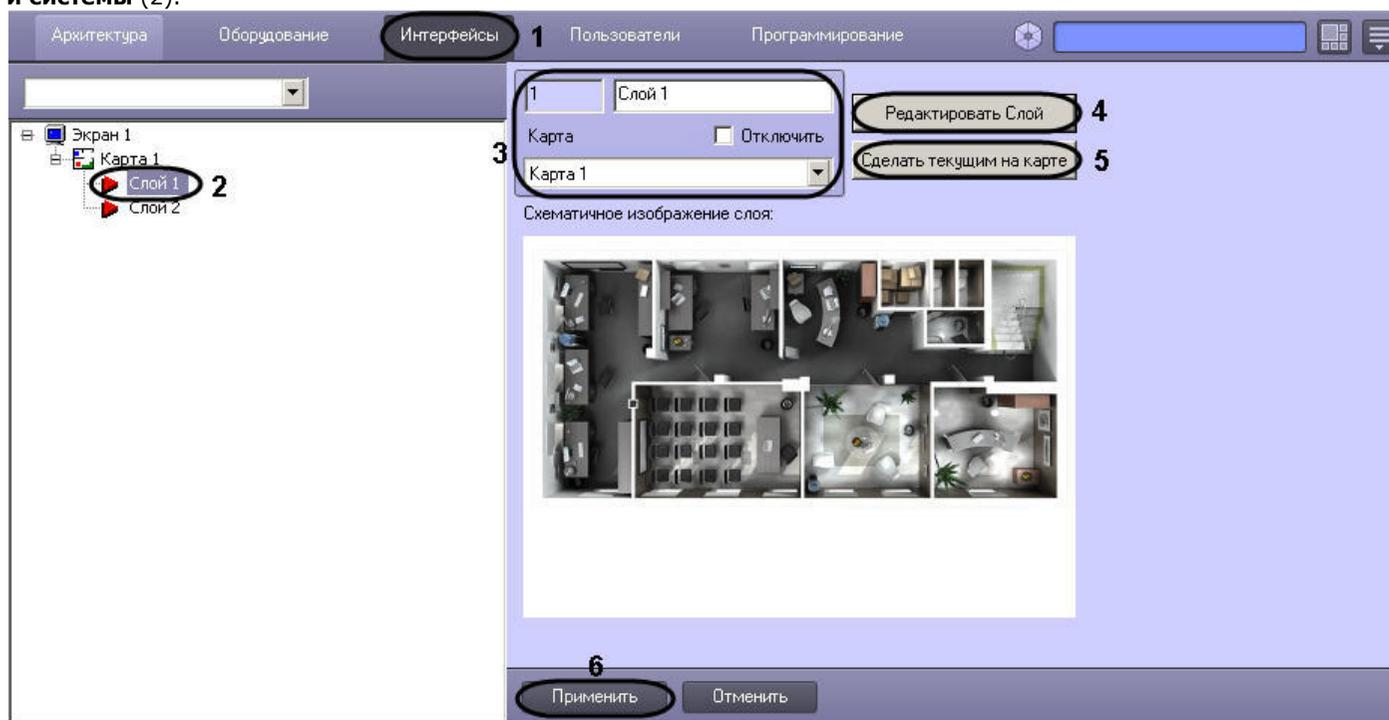 и системы (2).
Архитектура Оборудование Интерфейсы 1 Пользователи Программирование
1 Слой 1
Редактировать Слой 4
Экран 1
Карта Отключить
Карта 1
3
Сделать текущим на карте 5
Карта 1
Слой 1 2
Слой 2
Схематичное изображение слоя:
6
Применить Отменить